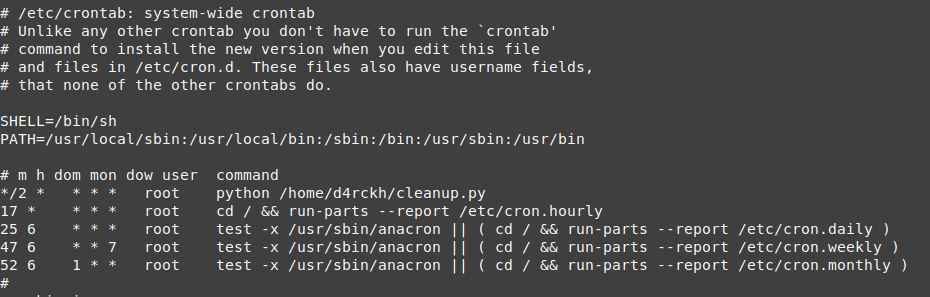 # /etc/crontab: system-wide crontab
# Unlike any other crontab you don't have to run the `crontab'
# command to install the new version when you edit this file
# and files in /etc/cron.d. These files also have username fields,
# that none of the other crontabs do.
SHELL=/bin/sh
PATH=/usr/local/sbin:/usr/local/bin:/sbin:/bin:/usr/sbin:/usr/bin
# m h dom mon dow user  command
*/2 *   * * *   root    python /home/d4rckh/cleanup.py
17 *    * * *   root    cd / && run-parts --report /etc/cron.hourly
25 6    * * *   root    test -x /usr/sbin/anacron || ( cd / && run-parts --report /etc/cron.daily )
47 6    * * 7   root    test -x /usr/sbin/anacron || ( cd / && run-parts --report /etc/cron.weekly )
52 6    1 * *   root    test -x /usr/sbin/anacron || ( cd / && run-parts --report /etc/cron.monthly )
#